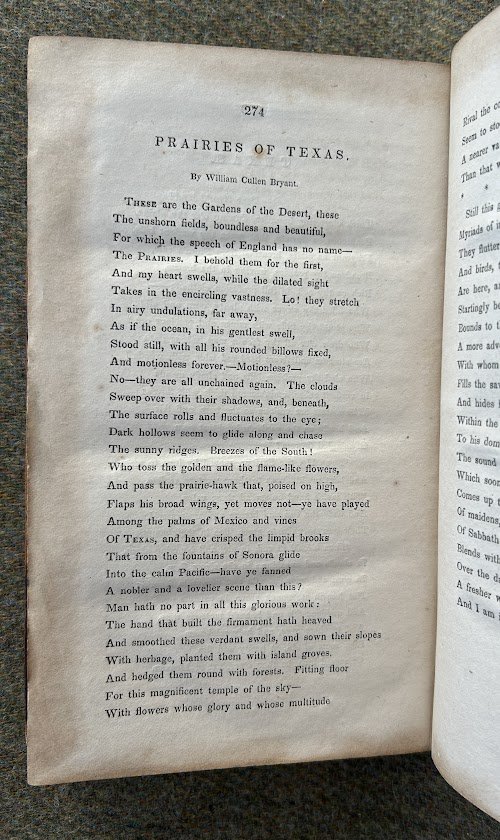 274
PRAIRIES OF TEXAS.
By William Cullen Bryant.
THESE are the Gardens of the Desert, these
The unshorn fields, boundless and beautiful,
For which the speech of England has no name—
The PRAIRIES. I behold them for the first,
And my heart swells, while the dilated sight
Takes in the encircling vastness. Lo! they stretch
In airy undulations, far away,
As if the ocean, in his gentlest swell,
Stood still, with all his rounded billows fixed,
And motionless forever.—Motionless?—
No—they are all unchained again. The clouds
Sweep over with their shadows, and, beneath,
The surface rolls and fluctuates to the eye;
Dark hollows seem to glide along and chase
The sunny ridges. Breezes of the South!
Who toss the golden and the flame-like flowers,
And pass the prairie-hawk that, poised on high,
Flaps his broad wings, yet moves not—ye have played
Among the palms of Mexico and vines
Of TEXAS, and have crisped the limpid brooks
That from the fountains of Sonora glide
Into the calm Pacific—have ye fanned
A nobler and a lovelier scene than this?
Man hath no part in all this glorious work:
The hand that built the firmament hath heaved
And smoothed these verdant swells, and sown their slopes
With herbage, planted them with island groves,
And hedged them round with forests. Fitting floor
For this magnificent temple of the sky—
With flowers whose glory and whose multitude
Rival the
Seem to
A nearer
Than that
* *
Still this
Myriads of
They flutter
And birds,
Are here,
Startlingly
Bounds to
A more
With whom
Fills the
And hides
Within the
To his
The sound
Which soon
Comes up
Of maidens,
Of Sabbath
Blends with
Over the
A fresher
And I am